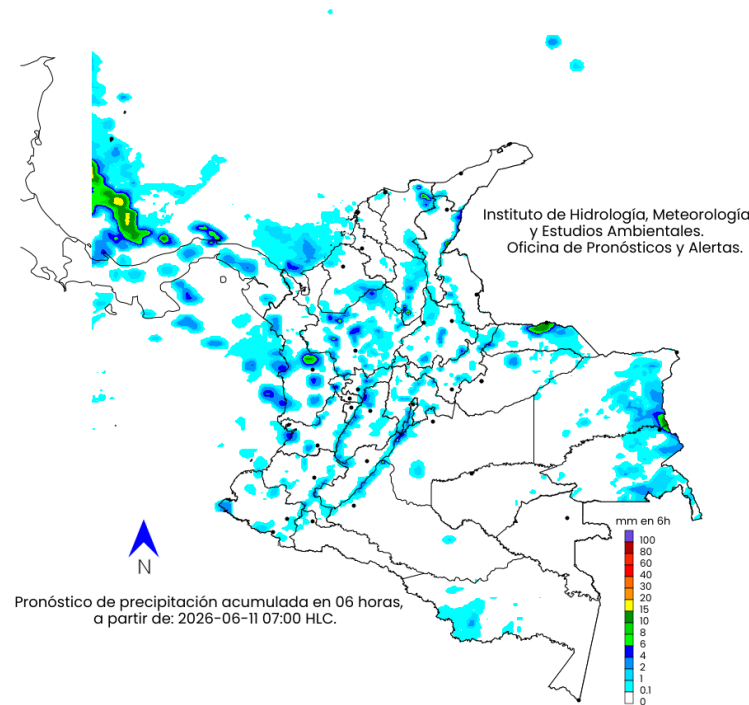 Instituto de Hidrología, Meteorología
y Estudios Ambientales.
Oficina de Pronósticos y Alertas.
N
Pronóstico de precipitación acumulada en 06 horas,
a partir de: 2026-06-11 07:00 HLC.
mm en 6h
100
80
60
40
30
20
15
10
8
6
4
2
1
0.1
0